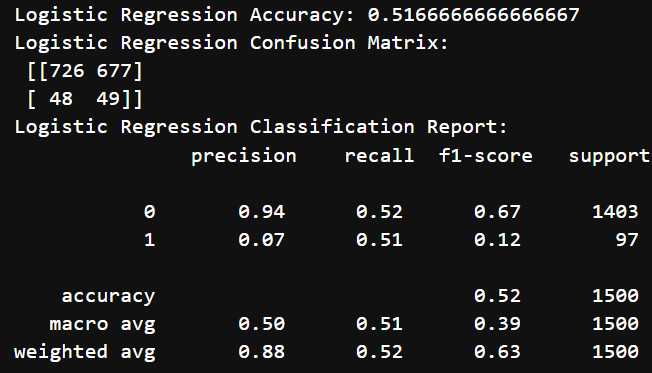 Logistic Regression Accuracy: 0.5166666666666667
Logistic Regression Confusion Matrix:
 [[726 677]
 [ 48  49]]
Logistic Regression Classification Report:
              precision    recall  f1-score   support

           0       0.94      0.52      0.67      1403
           1       0.07      0.51      0.12        97

    accuracy                           0.52      1500
   macro avg       0.50      0.51      0.39      1500
weighted avg       0.88      0.52      0.63      1500